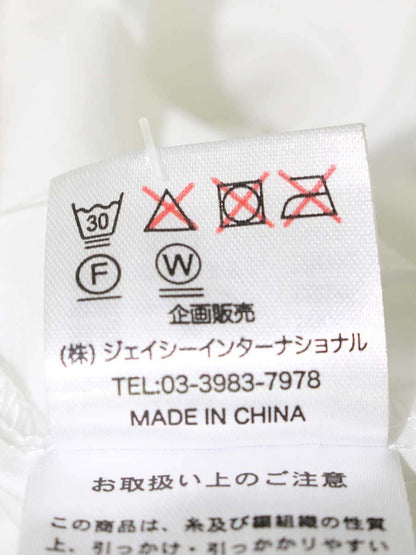 30
F W
企画販売
(株) ジェイシーインターナショナル
TEL:03-3983-7978
MADE IN CHINA
お取扱い上のご注意
この商品は、糸及び編組織の性質
上、引っかけ・引っかかりやすい